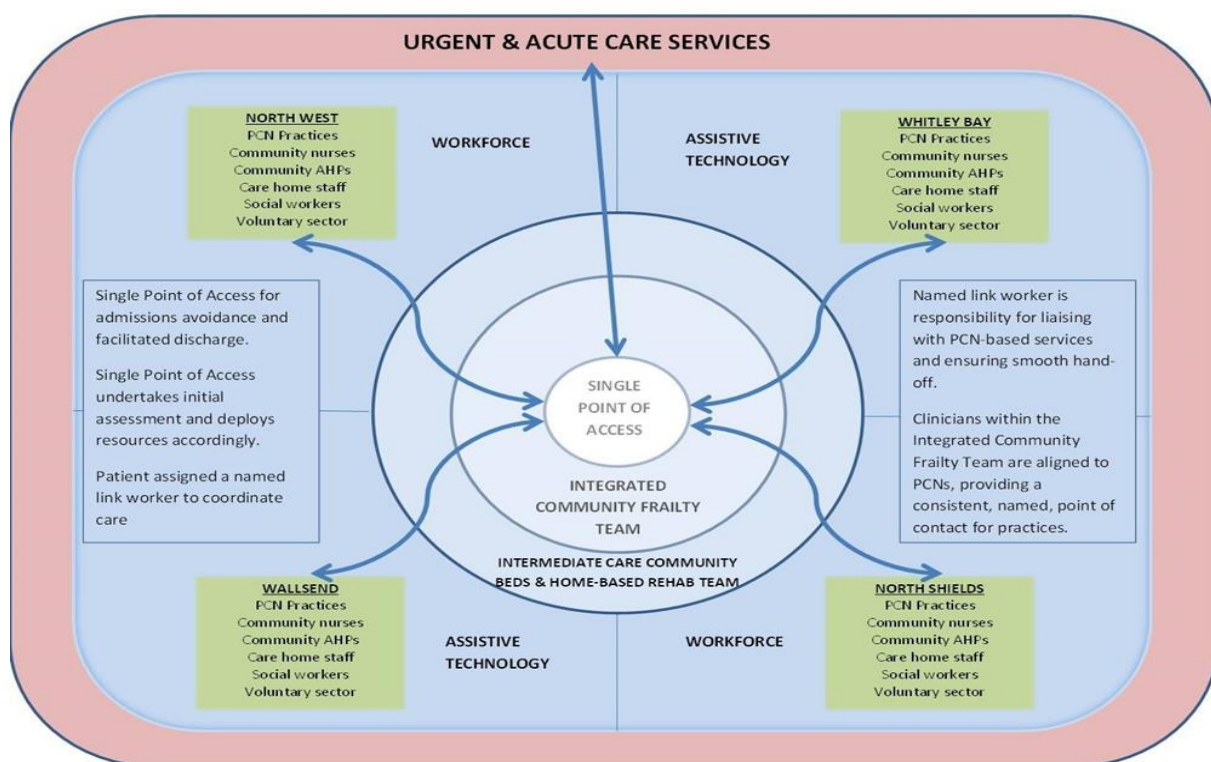 URGENT & ACUTE CARE SERVICES
NORTH WEST
PCN Practices
Community nurses
Community AHPs
Care home staff
Social workers
Voluntary sector
WORKFORCE
ASSISTIVE
TECHNOLOGY
WHITLEY BAY
PCN Practices
Community nurses
Community AHPs
Care home staff
Social workers
Voluntary sector
Single Point of Access for
admissions avoidance and
facilitated discharge.
Single Point of Access
undertakes initial
assessment and deploys
resources accordingly.
Patient assigned a named
link worker to coordinate
care
SINGLE
POINT OF
ACCESS
INTEGRATED
COMMUNITY FRAILTY
TEAM
INTERMEDIATE CARE COMMUNITY
BEDS & HOME-BASED REHAB TEAM
Named link worker is
responsibility for liaising
with PCN-based services
and ensuring smooth hand-
off.
Clinicians within the
Integrated Community
Frailty Team are aligned to
PCNs, providing a
consistent, named, point of
contact for practices.
WALLSEND
PCN Practices
Community nurses
Community AHPs
Care home staff
Social workers
Voluntary sector
ASSISTIVE
TECHNOLOGY
WORKFORCE
NORTH SHIELDS
PCN Practices
Community nurses
Community AHPs
Care home staff
Social workers
Voluntary sector